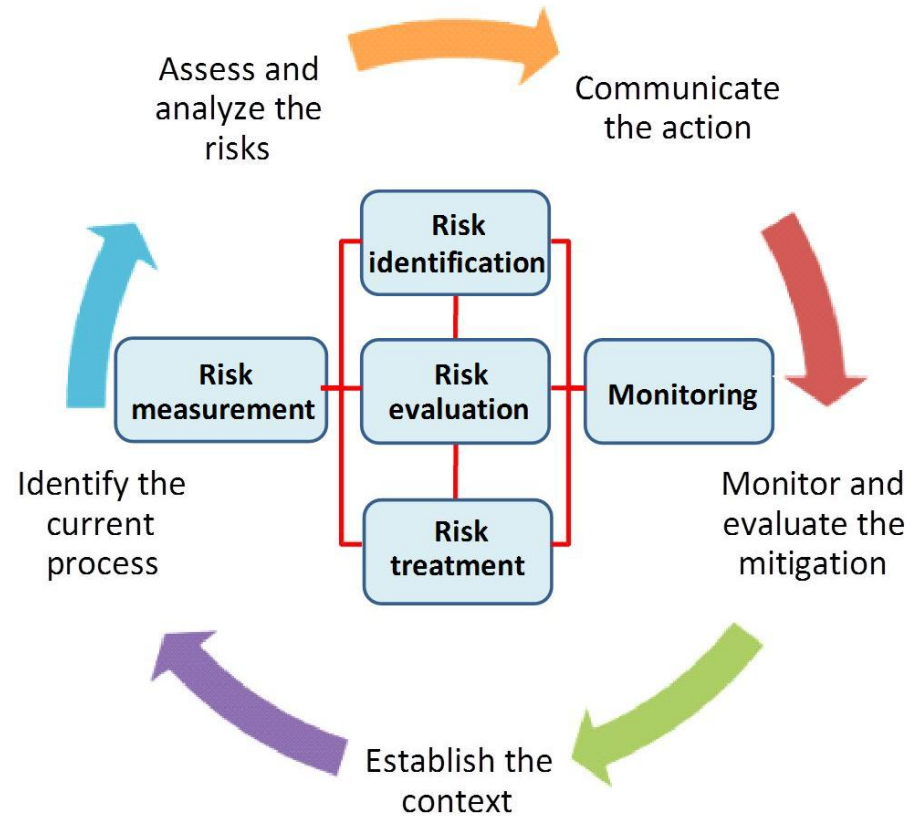 Assess and
analyze the
risks
Communicate
the action
Risk
identification
Risk
measurement
Risk
evaluation
Monitoring
Identify the
current
process
Monitor and
evaluate the
mitigation
Risk
treatment
Establish the
context